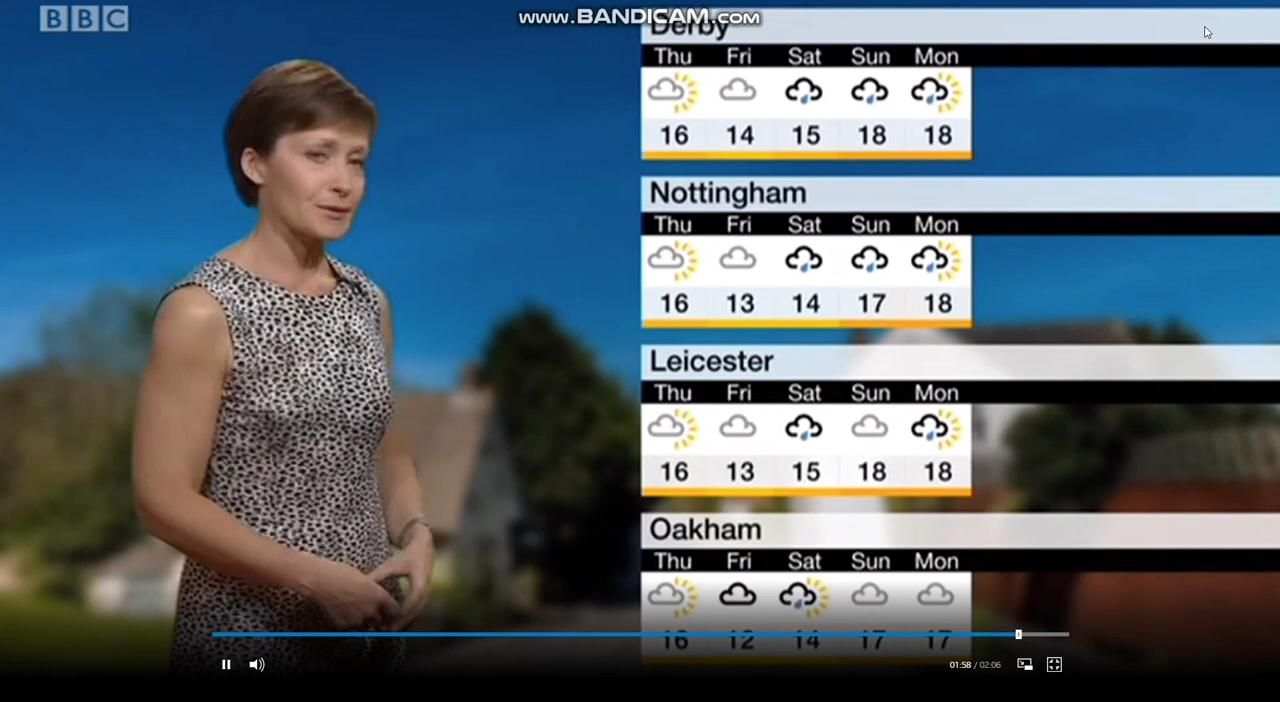 BBC
www.BANDICAM.com
Derby
Thu Fri Sat Sun Mon
16 14 15 18 18
Nottingham
Thu Fri Sat Sun Mon
16 13 14 17 18
Leicester
Thu Fri Sat Sun Mon
16 13 15 18 18
Oakham
Thu Fri Sat Sun Mon
16 12 14 17 17
01:58 / 02:06